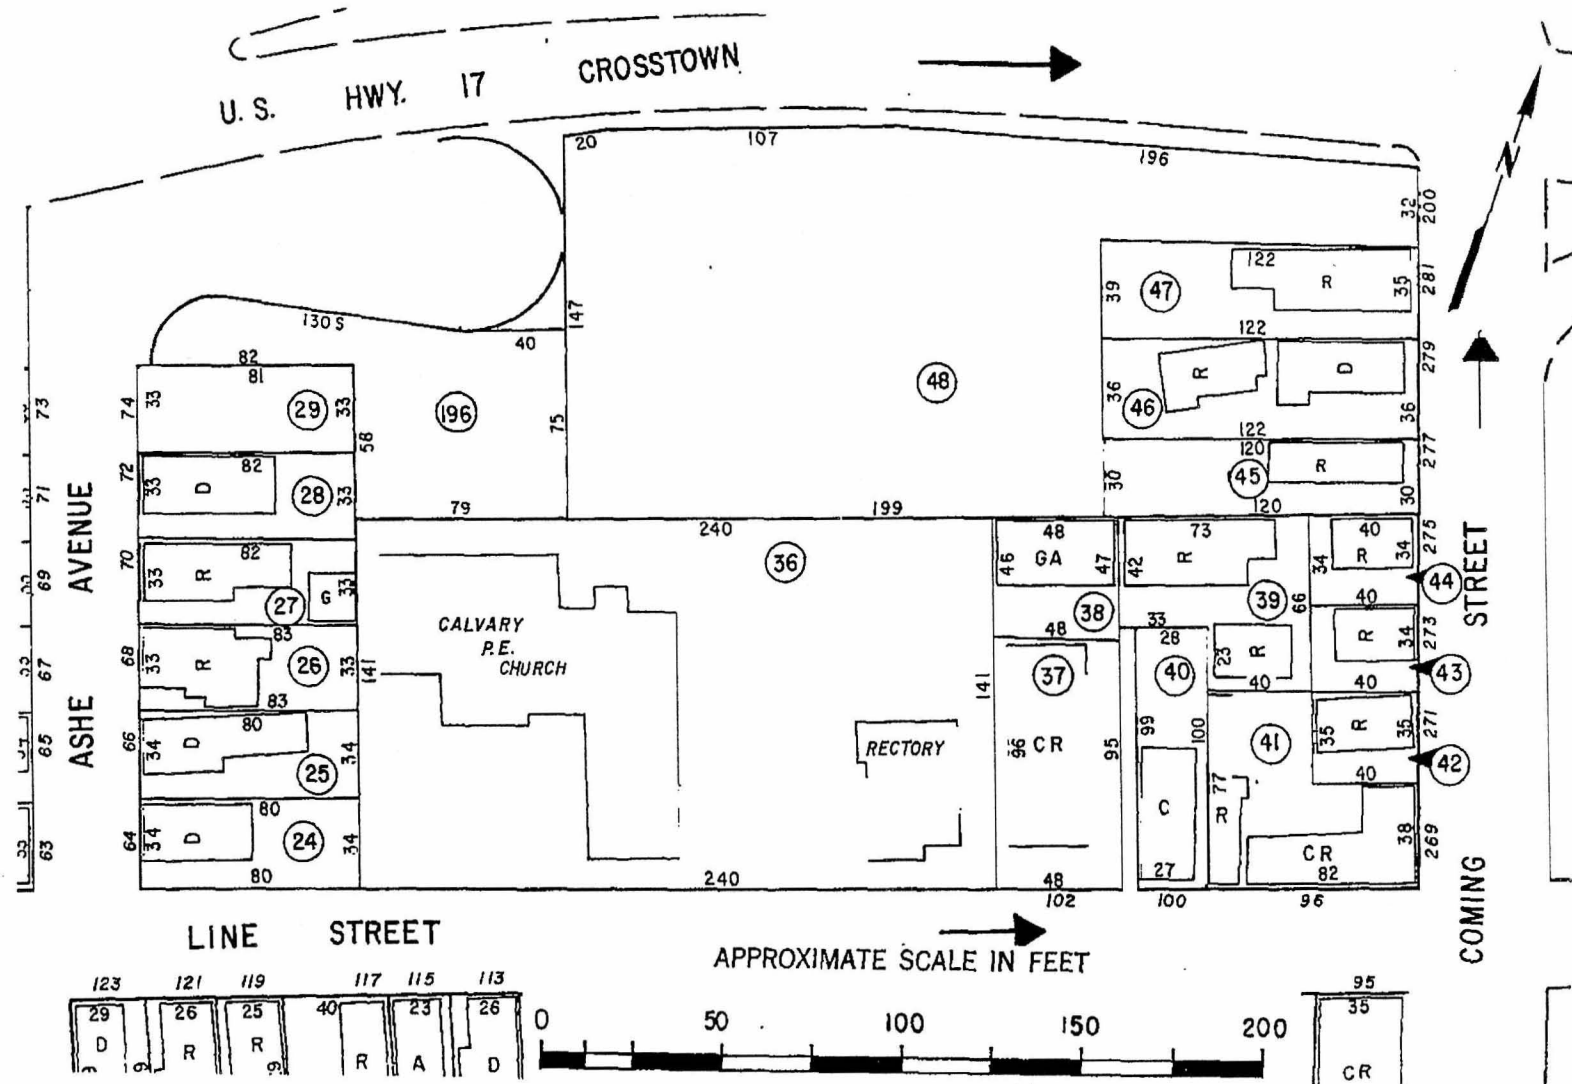 U. S. HWY. 17 CROSSTOWN
20 107 196
32 200
N
147
130 S
40
122
R 35 281
39 47
122
82
81
73 74 33 29 33
196
58
75
48
R D 279
36 46 36
122
120
277
72 82
71 33 D 28 33
R
30 45 30
120
79 199
240
36
48 73 40 275
46 GA 47 42 R 34 R 34
70 82
69 33 R 33
G
27
38 39 66 40 44
33
48
ASHE AVENUE
COMING STREET
CALVARY
P.E.
CHURCH
83
68 33 R 26 33
67
83
141
141
37
28
40
23 R
40
R 34 273
40 43
80
66 34 D 34
65
25
RECTORY
96 CR 95
99 100
41
35 R 35 271
40 42
80
64 34 D 24 34
63
80
240
48
102
C
27
100
77
R
CR
82
38 269
96
LINE STREET
APPROXIMATE SCALE IN FEET
123 121 119 117 115 113 95
29 26 25 40 23 26 35
D R R R A D CR
0 50 100 150 200